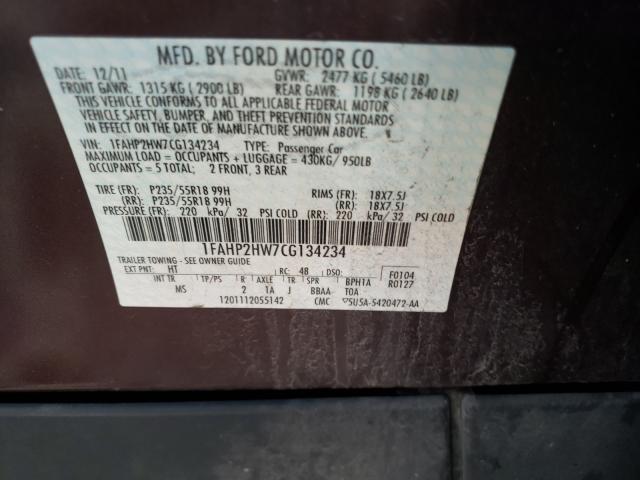 MFD. BY FORD MOTOR CO.
DATE: 12/11 GVWR: 2477 KG ( 5460 LB)
FRONT GAWR: 1315 KG ( 2900 LB) REAR GAWR: 1198 KG ( 2640 LB)
THIS VEHICLE CONFORMS TO ALL APPLICABLE FEDERAL MOTOR
VEHICLE SAFETY, BUMPER, AND THEFT PREVENTION STANDARDS
IN EFFECT ON THE DATE OF MANUFACTURE SHOWN ABOVE.
VIN: 1FAHP2HW7CG134234 TYPE: Passenger Car
MAXIMUM LOAD = OCCUPANTS + LUGGAGE = 430KG/950LB
OCCUPANTS = 5 TOTAL; 2 FRONT, 3 REAR
TIRE (FR): P235/55R18 99H RIMS (FR): 18X7.5J
(RR): P235/55R18 99H (RR): 18X7.5J
PRESSURE (FR): 220 kPa/ 32 PSI COLD (RR): 220 kPa/ 32 PSI COLD
1FAHP2HW7CG134234
TRAILER TOWING - SEE OWNER GUIDE
EXT PNT: HT RC: 48 DSO: F0104
INT TR TP/PS R AXLE TR SPR BPH1A R0127
MS 2 1A J BBAA TOA
1201112055142 CMC ▽5U5A-5420472-AA